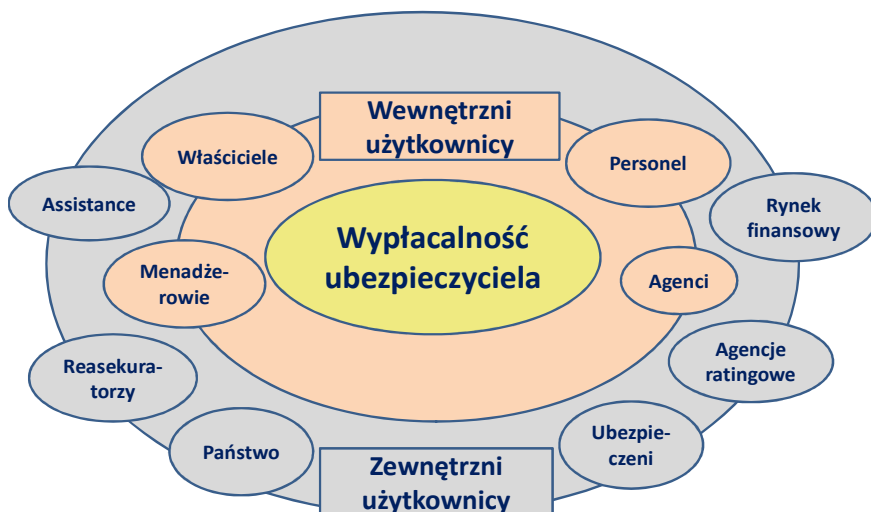 Wewnętrzni
użytkownicy
Właściciele
Personel
Assistance
Rynek
finansowy
Wypłacalność
ubezpieczyciela
Menadże-
rowie
Agenci
Reasekura-
torzy
Agencje
ratingowe
Państwo
Ubezpie-
czeni
Zewnętrzni
użytkownicy